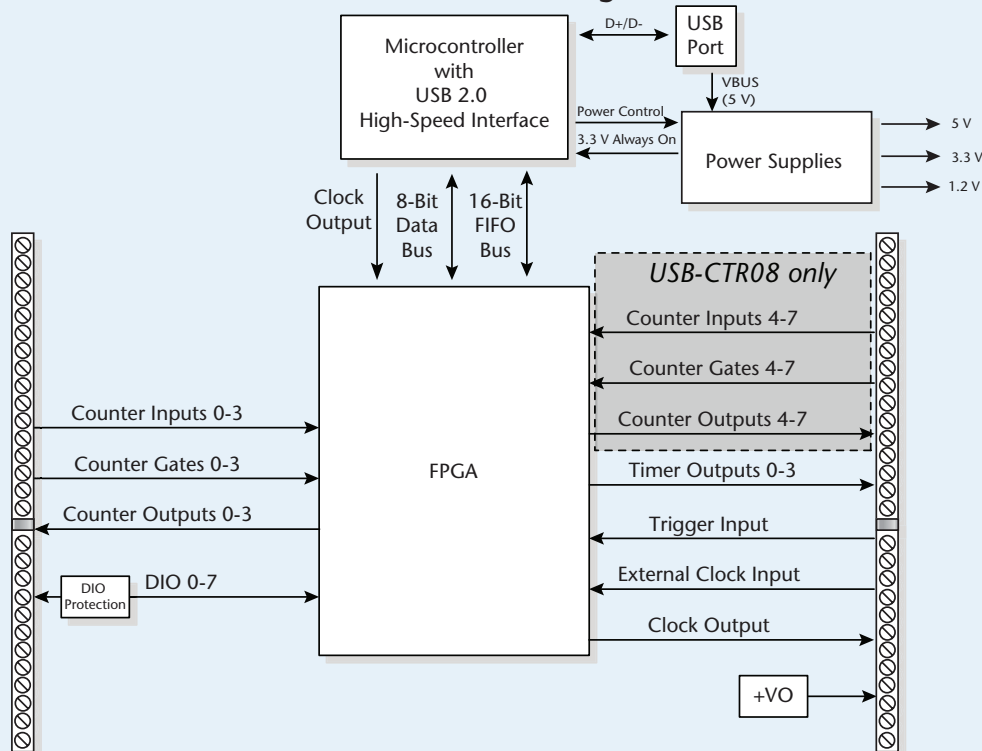 D+/D-
USB
Port
Microcontroller
with
USB 2.0
High-Speed Interface
VBUS
(5 V)
Power Control
3.3 V Always On
Power Supplies
5 V
3.3 V
1.2 V
Clock
Output
8-Bit
Data
Bus
16-Bit
FIFO
Bus
USB-CTR08 only
Counter Inputs 4-7
Counter Gates 4-7
Counter Outputs 4-7
Counter Inputs 0-3
Counter Gates 0-3
Counter Outputs 0-3
DIO
Protection
DIO 0-7
FPGA
Timer Outputs 0-3
Trigger Input
External Clock Input
Clock Output
+VO